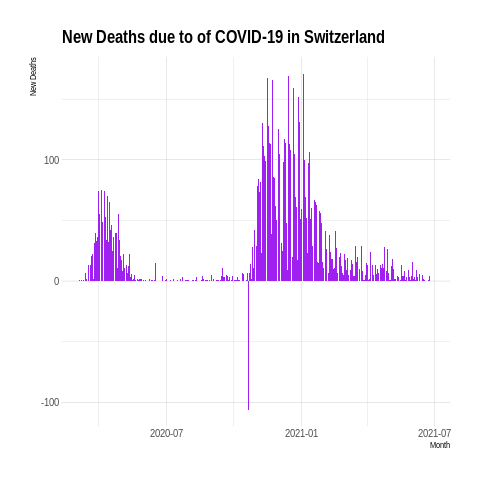 New Deaths due to of COVID-19 in Switzerland
New Deaths
100
0
-100
2020-07
2021-01
2021-07
Month